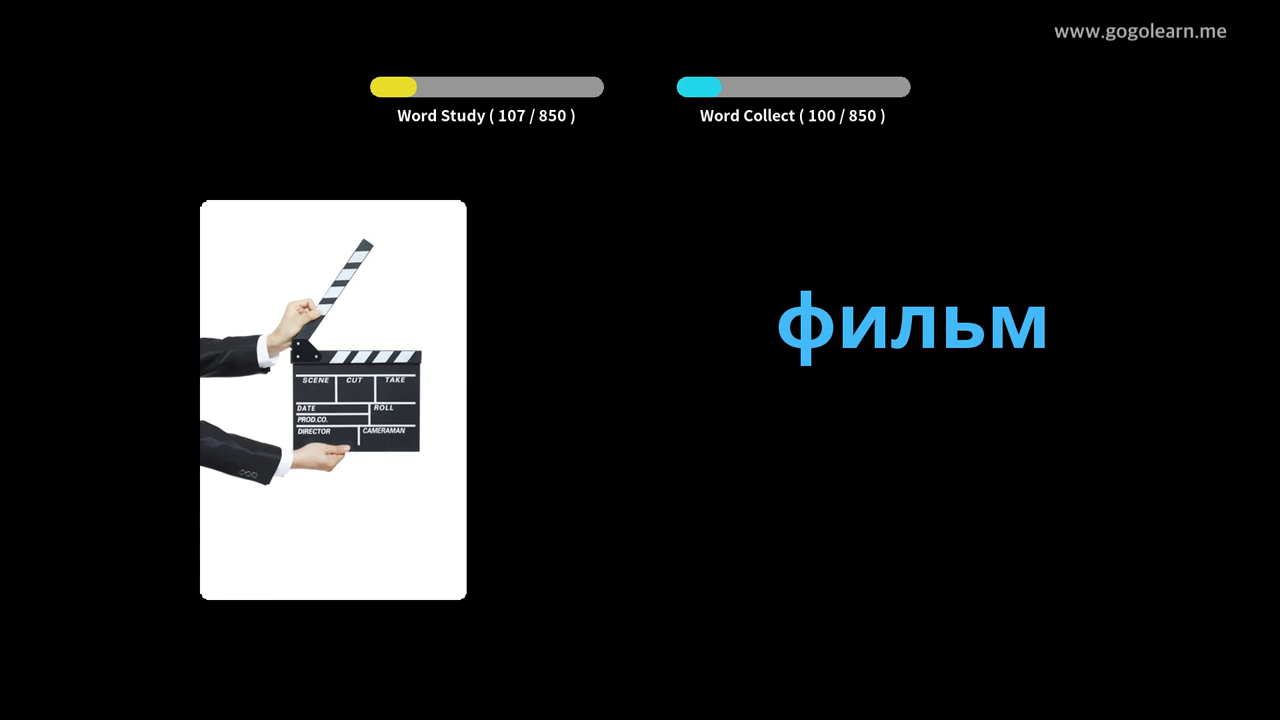 www.gogolearn.me
Word Study ( 107 / 850 )
Word Collect ( 100 / 850 )
SCENE CUT TAKE
DATE ROLL
PROD.CO.
DIRECTOR CAMERAMAN
фильм